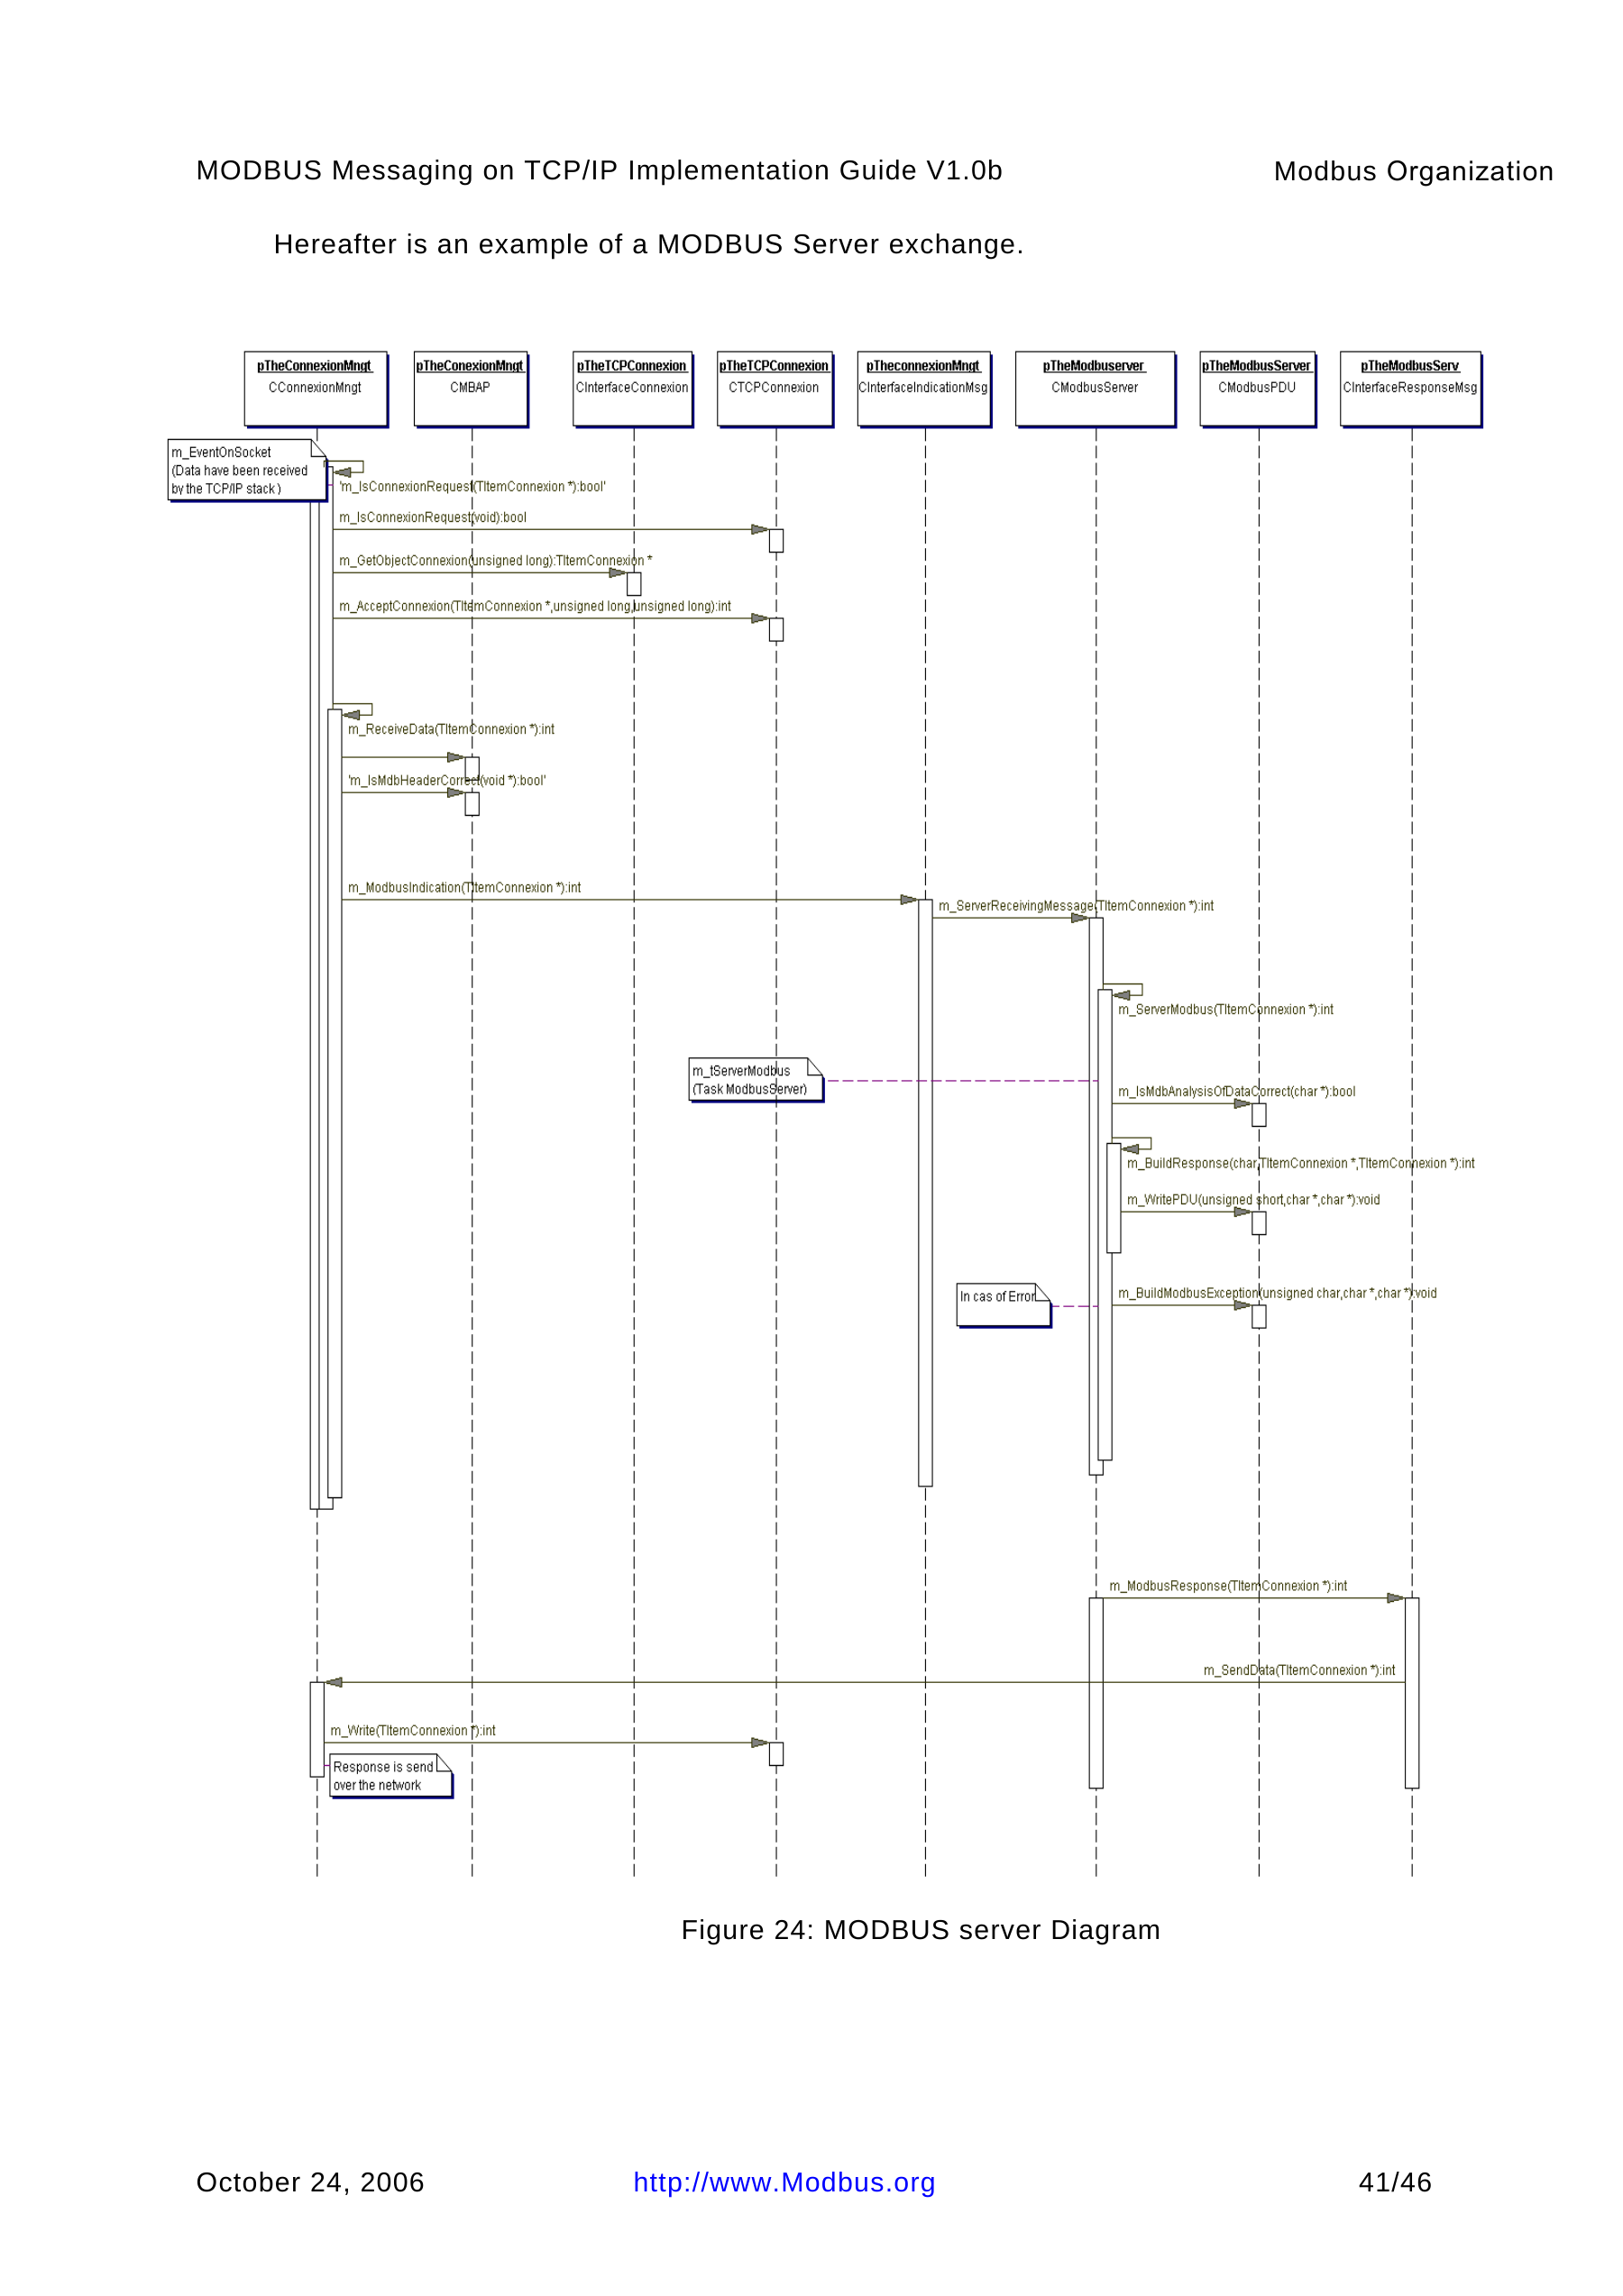 MODBUS Messaging on TCP/IP Implementation Guide V1.0b Modbus Organization
Hereafter is an example of a MODBUS Server exchange.
pTheConnexionMngt
CConnexionMngt
pTheConexionMngt
CMBAP
pTheTCPConnexion
CInterfaceConnexion
pTheTCPConnexion
CTCPConnexion
pTheconnexionMngt
CInterfaceIndicationMsg
pTheModbuserver
CModbusServer
pTheModbusServer
CModbusPDU
pTheModbusServ
CInterfaceResponseMsg
m_EventOnSocket
(Data have been received
by the TCP/IP stack )
'm_IsConnexionRequest(TItemConnexion *):bool'
m_IsConnexionRequest(void):bool
m_GetObjectConnexion(unsigned long):TItemConnexion *
m_AcceptConnexion(TItemConnexion *,unsigned long,unsigned long):int
m_ReceiveData(TItemConnexion *):int
'm_IsMdbHeaderCorrect(void *):bool'
m_ModbusIndication(TItemConnexion *):int
m_ServerReceivingMessage(TItemConnexion *):int
m_ServerModbus(TItemConnexion *):int
m_tServerModbus
(Task ModbusServer)
m_IsMdbAnalysisOfDataCorrect(char *):bool
m_BuildResponse(char,TItemConnexion *,TItemConnexion *):int
m_WritePDU(unsigned short,char *,char *):void
In cas of Error
m_BuildModbusException(unsigned char,char *,char *):void
m_ModbusResponse(TItemConnexion *):int
m_SendData(TItemConnexion *):int
m_Write(TItemConnexion *):int
Response is send
over the network
Figure 24: MODBUS server Diagram
October 24, 2006 http://www.Modbus.org 41/46